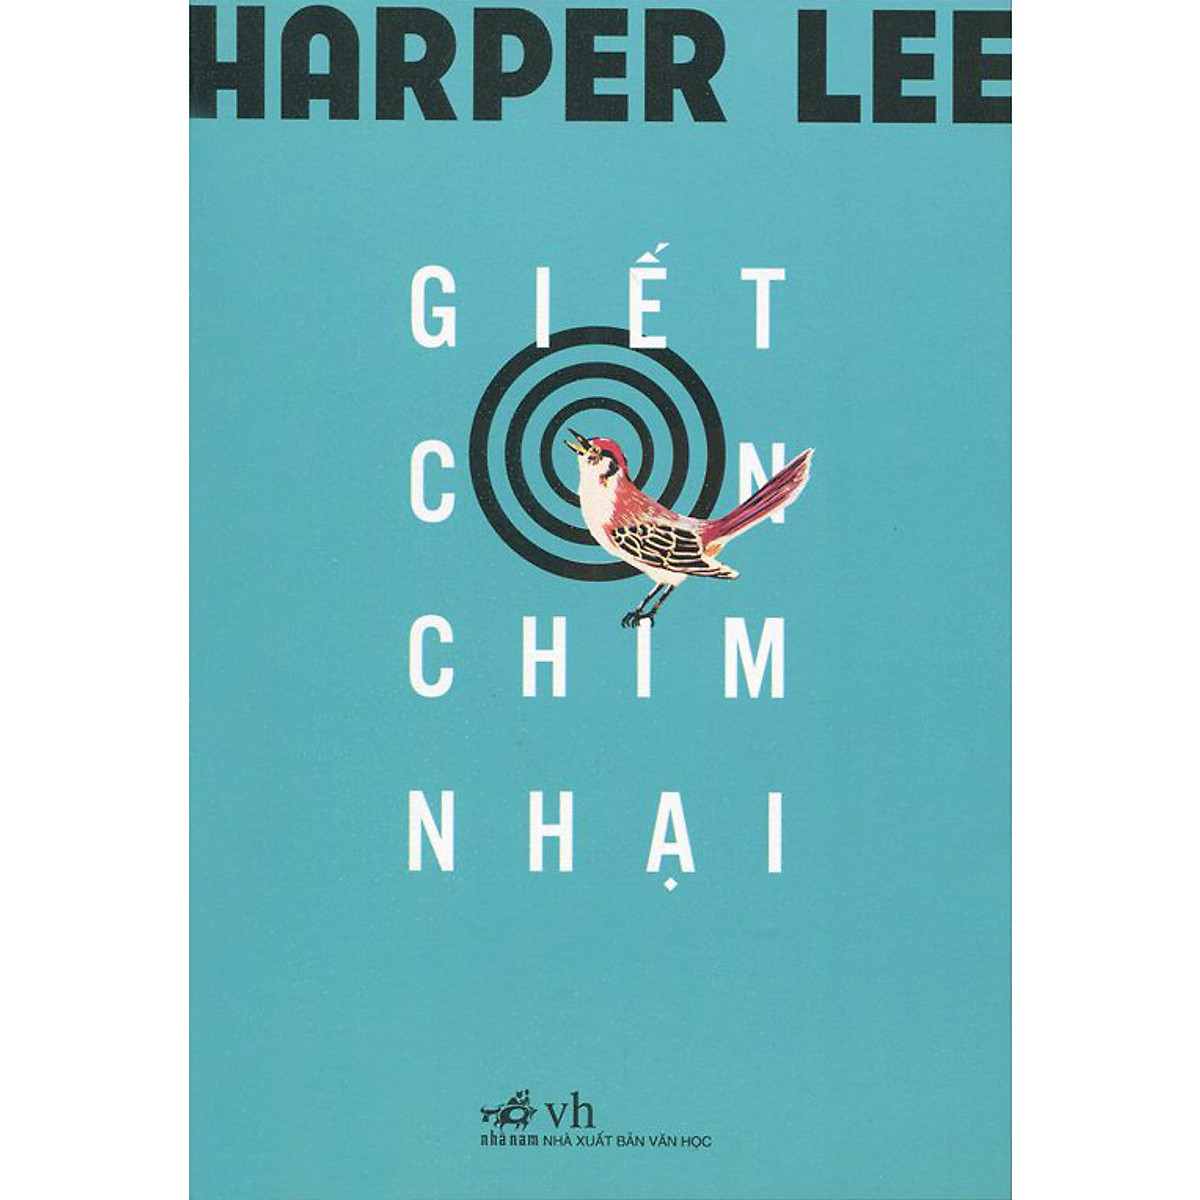 HARPER LEE
GIẾT
CON
CHIM
NHẠI
vh
nhã nam NHÀ XUẤT BẢN VĂN HỌC